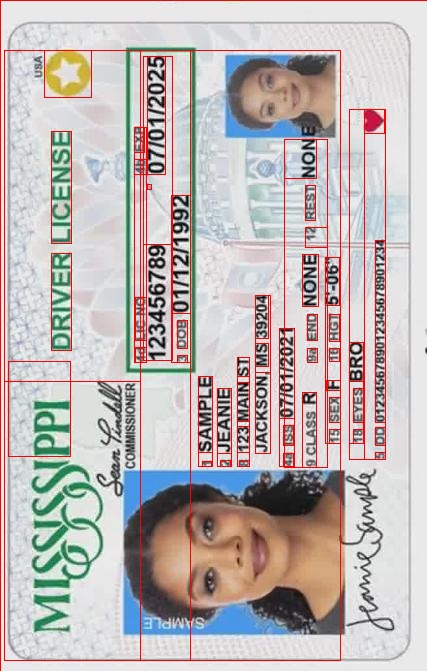 MISSISSIPPI DRIVER LICENSE USA
Sean Tindell
COMMISSIONER
4d LIC NO. 4b EXP
123456789 07/01/2025
3 DOB 01/12/1992
1 SAMPLE
2 JEANIE
8 123 MAIN ST
JACKSON, MS 39204
4a ISS 07/01/2021
9 CLASS R 9a END NONE 12 REST NONE
15 SEX F 16 HGT 5'-06"
18 EYES BRO
5 DD 0123456789012345678901234
SAMPLE
Jeanie Sample